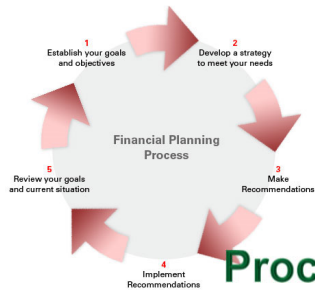 1
Establish your goals
and objectives
2
Develop a strategy
to meet your needs
Financial Planning
Process
5
Review your goals
and current situation
3
Make
Recommendations
4
Implement
Recommendations
Proc